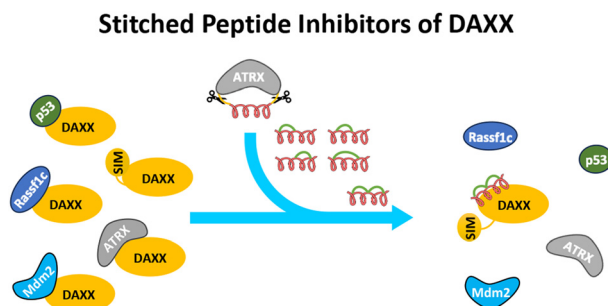 Stitched Peptide Inhibitors of DAXX
ATRX
p53
DAXX
SIM
DAXX
Rassf1c
DAXX
ATRX
DAXX
Mdm2
DAXX
Rassf1c
p53
DAXX
SIM
ATRX
Mdm2